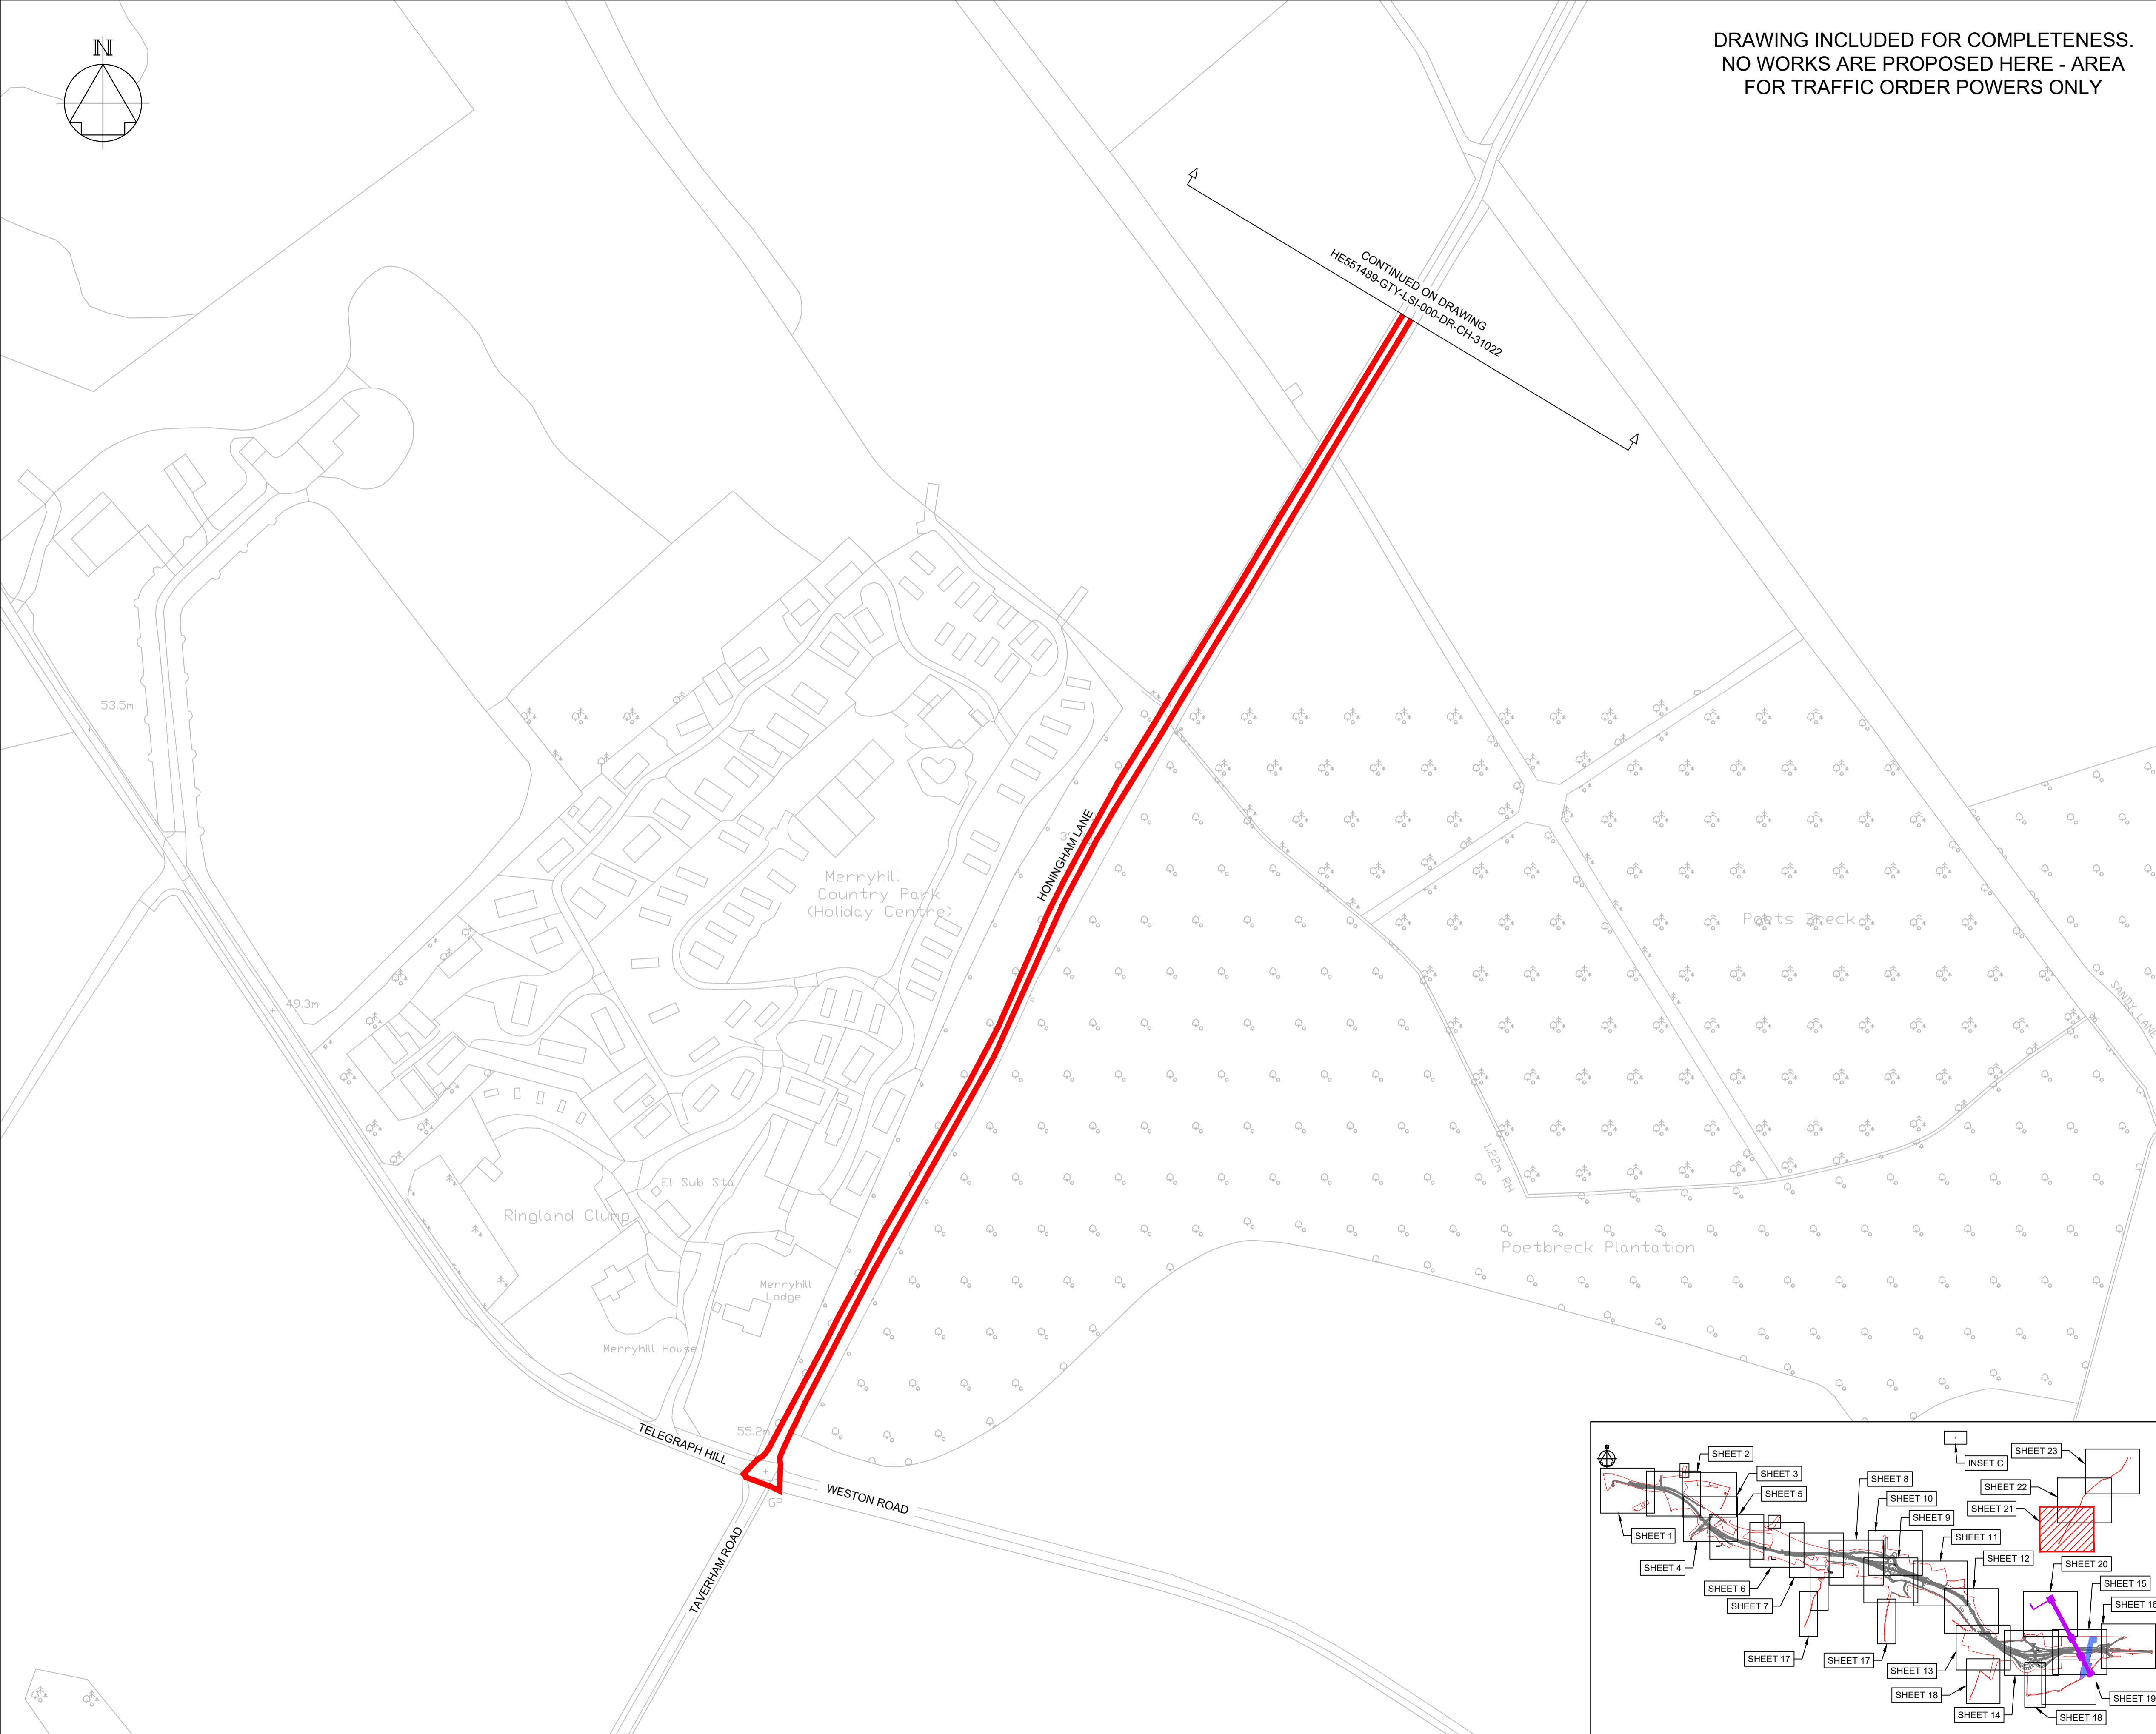 N
DRAWING INCLUDED FOR COMPLETENESS.
NO WORKS ARE PROPOSED HERE - AREA
FOR TRAFFIC ORDER POWERS ONLY
CONTINUED ON DRAWING
HE551489-GTY-LSI-000-DR-CH-31022
53.5m
HONINGHAM LANE
Merryhill
Country Park
(Holiday Centre)
Poets Breck
49.3m
SANDY LANE
1.22m RH
El Sub Sta
Ringland Clump
Poetbreck Plantation
Merryhill
Lodge
Merryhill House
55.2m
TELEGRAPH HILL
GP
WESTON ROAD
TAVERHAM ROAD
SHEET 2
SHEET 3
SHEET 5
SHEET 1
SHEET 4
SHEET 6
SHEET 7
SHEET 17
SHEET 17
SHEET 8
SHEET 10
SHEET 9
SHEET 11
SHEET 12
SHEET 13
SHEET 18
SHEET 14
SHEET 18
INSET C
SHEET 23
SHEET 22
SHEET 21
SHEET 20
SHEET 15
SHEET 16
SHEET 19